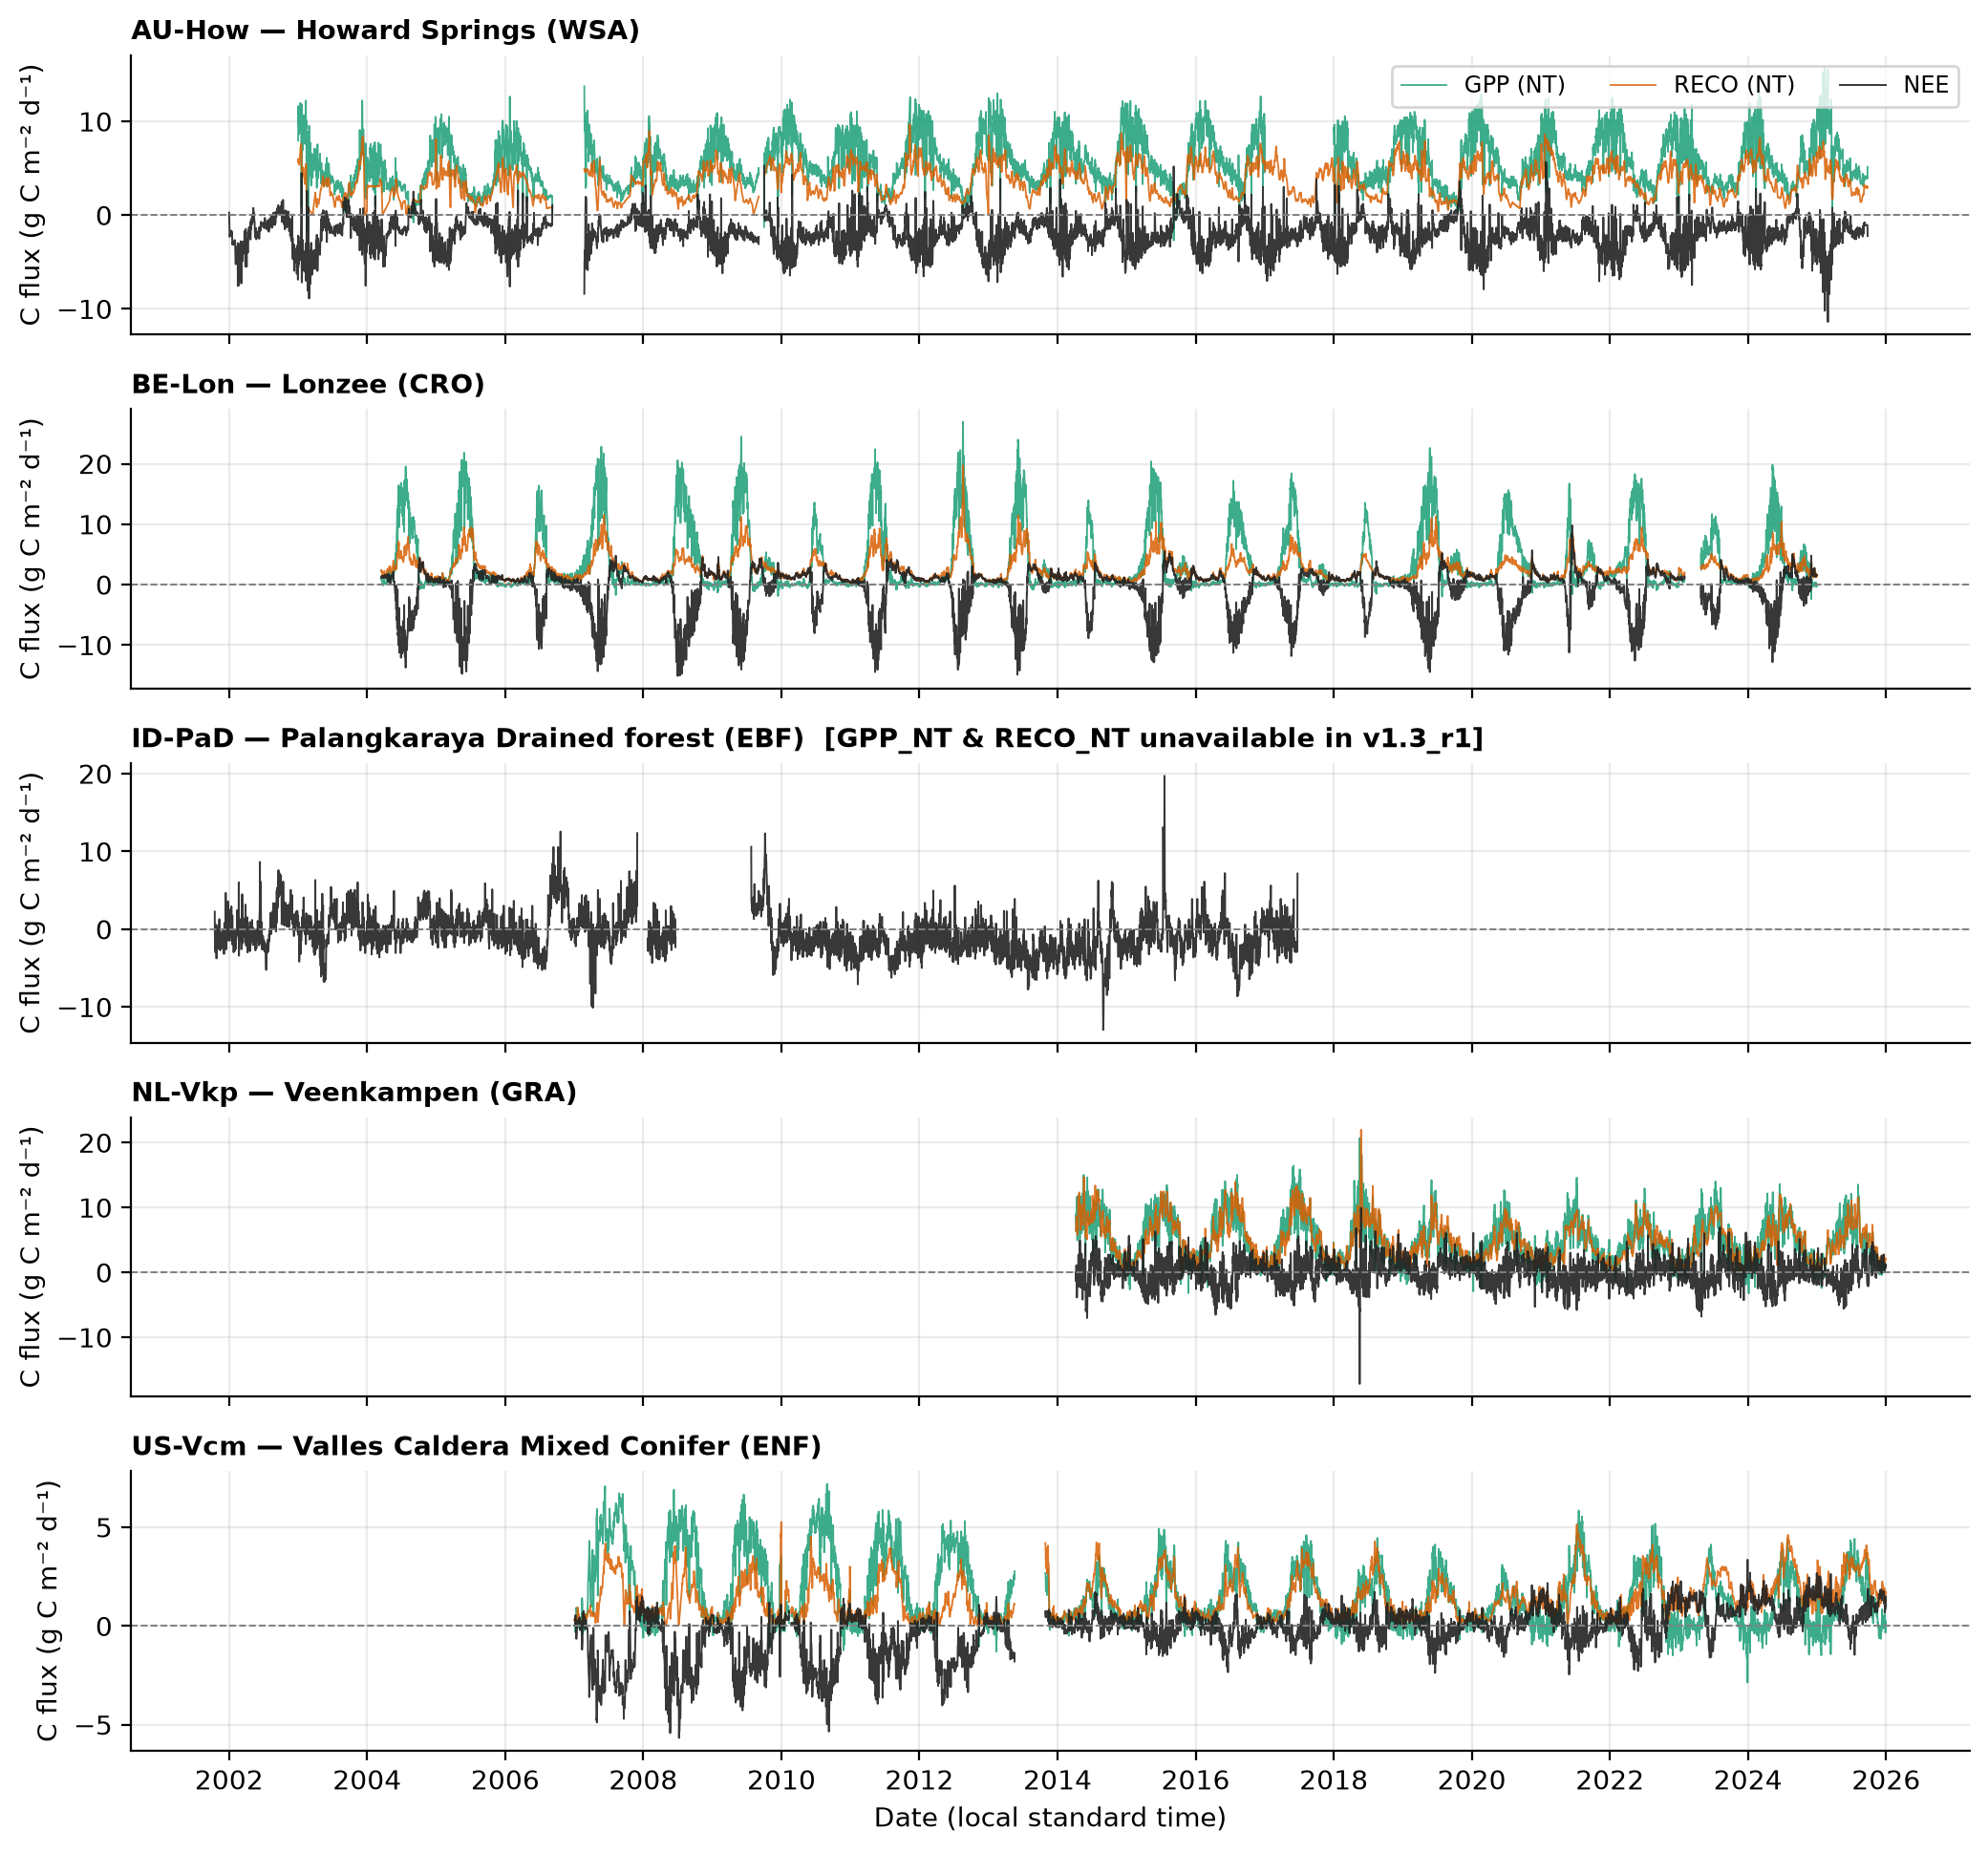 AU-How — Howard Springs (WSA)
C flux (g C m⁻² d⁻¹)
10
0
−10
GPP (NT) RECO (NT) NEE
BE-Lon — Lonzee (CRO)
C flux (g C m⁻² d⁻¹)
20
10
0
−10
ID-PaD — Palangkaraya Drained forest (EBF) [GPP_NT & RECO_NT unavailable in v1.3_r1]
C flux (g C m⁻² d⁻¹)
20
10
0
−10
NL-Vkp — Veenkampen (GRA)
C flux (g C m⁻² d⁻¹)
20
10
0
−10
US-Vcm — Valles Caldera Mixed Conifer (ENF)
C flux (g C m⁻² d⁻¹)
5
0
−5
2002 2004 2006 2008 2010 2012 2014 2016 2018 2020 2022 2024 2026
Date (local standard time)